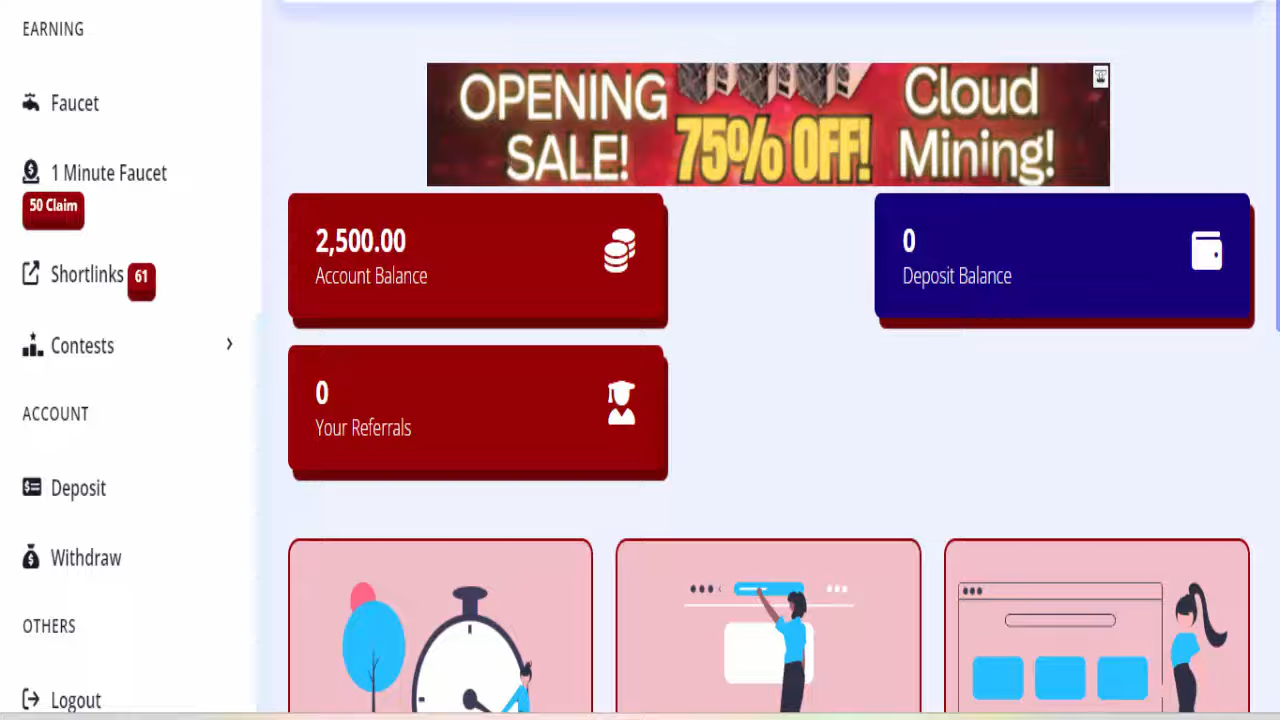 EARNING
Faucet
1 Minute Faucet
50 Claim
Shortlinks 61
Contests
ACCOUNT
Deposit
Withdraw
OTHERS
Logout
OPENING
SALE!
75% OFF!
Cloud
Mining!
2,500.00
Account Balance
0
Deposit Balance
0
Your Referrals